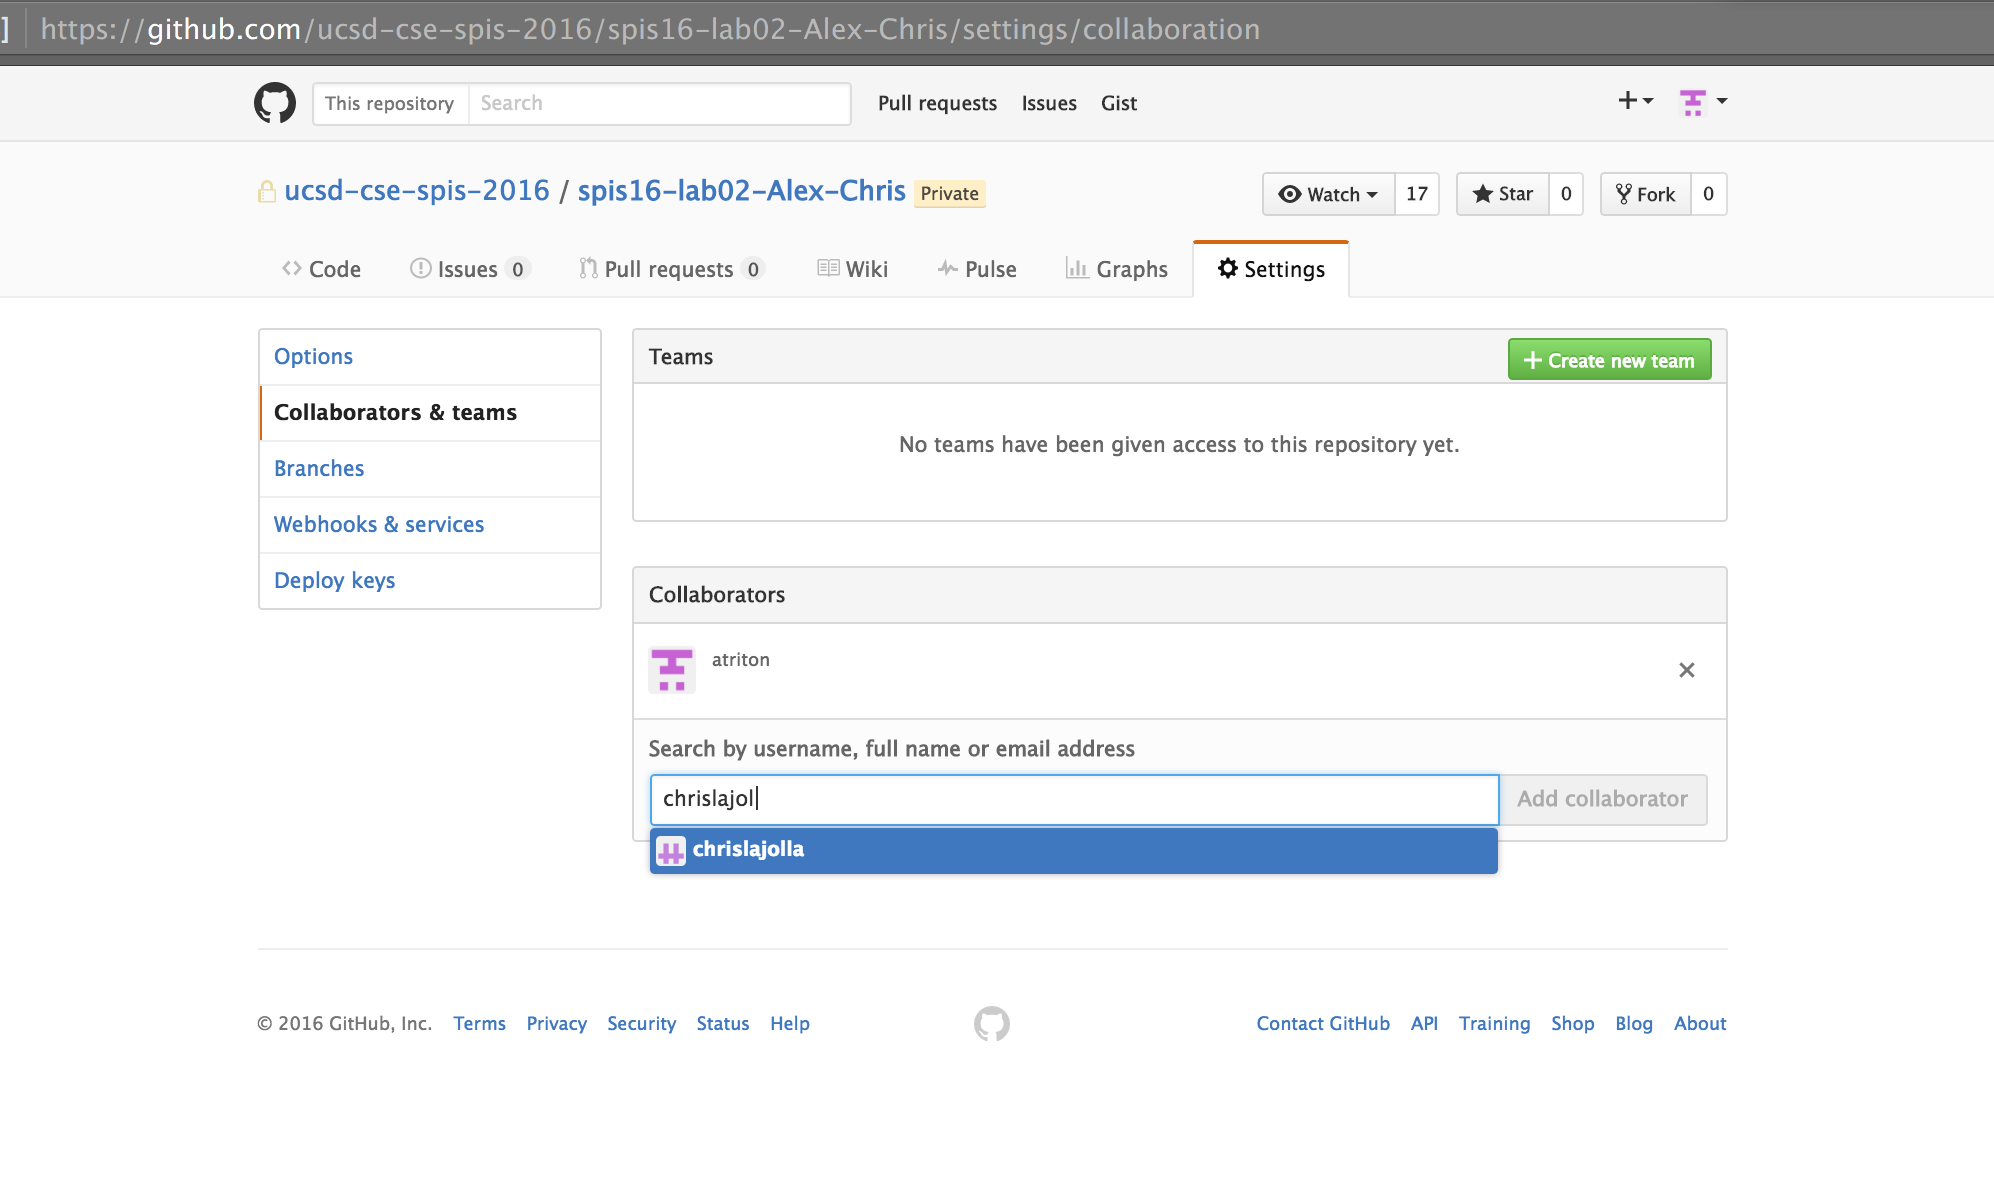 ] https://github.com/ucsd-cse-spis-2016/spis16-lab02-Alex-Chris/settings/collaboration
This repository Search Pull requests Issues Gist
ucsd-cse-spis-2016 / spis16-lab02-Alex-Chris Private Watch 17 Star 0 Fork 0
Code Issues 0 Pull requests 0 Wiki Pulse Graphs Settings
Options
Collaborators & teams
Branches
Webhooks & services
Deploy keys
Teams Create new team
No teams have been given access to this repository yet.
Collaborators
atriton
Search by username, full name or email address
chrislajol Add collaborator
chrislajolla
© 2016 GitHub, Inc. Terms Privacy Security Status Help Contact GitHub API Training Shop Blog About